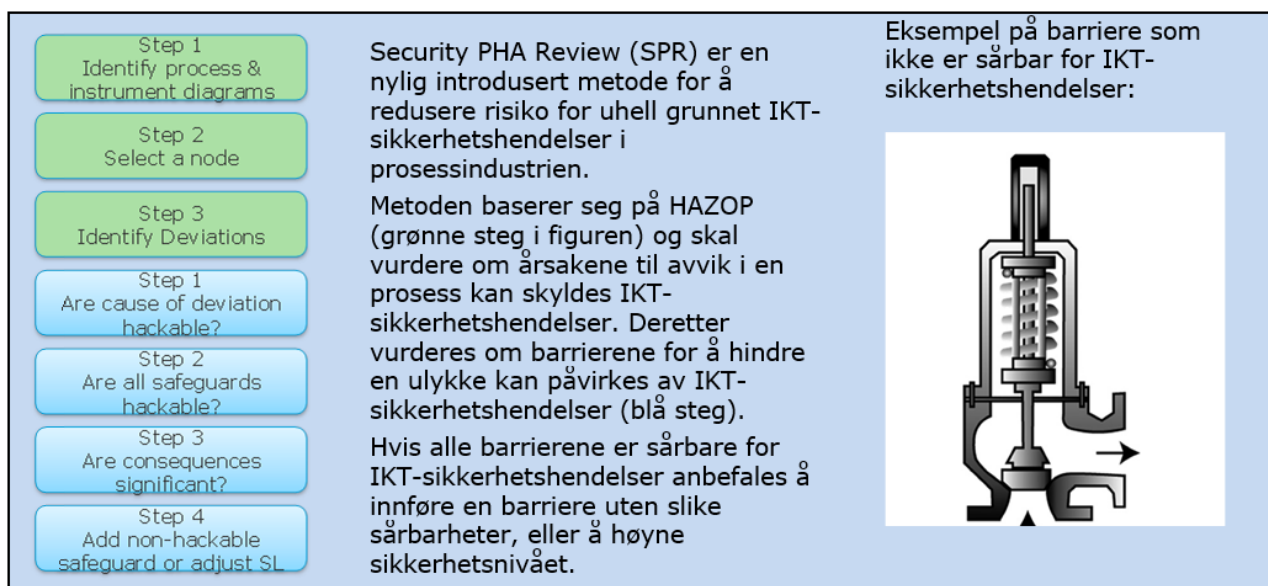 Step 1
Identify process &
instrument diagrams
Step 2
Select a node
Step 3
Identify Deviations
Step 1
Are cause of deviation
hackable?
Step 2
Are all safeguards
hackable?
Step 3
Are consequences
significant?
Step 4
Add non-hackable
safeguard or adjust SL
Security PHA Review (SPR) er en
nylig introdusert metode for å
redusere risiko for uhell grunnet IKT-
sikkerhetshendelser i
prosessindustrien.
Metoden baserer seg på HAZOP
(grønne steg i figuren) og skal
vurdere om årsakene til avvik i en
prosess kan skyldes IKT-
sikkerhetshendelser. Deretter
vurderes om barrierene for å hindre
en ulykke kan påvirkes av IKT-
sikkerhetshendelser (blå steg).
Hvis alle barrierene er sårbare for
IKT-sikkerhetshendelser anbefales å
innføre en barriere uten slike
sårbarheter, eller å høyne
sikkerhetsnivået.
Eksempel på barriere som
ikke er sårbar for IKT-
sikkerhetshendelser: